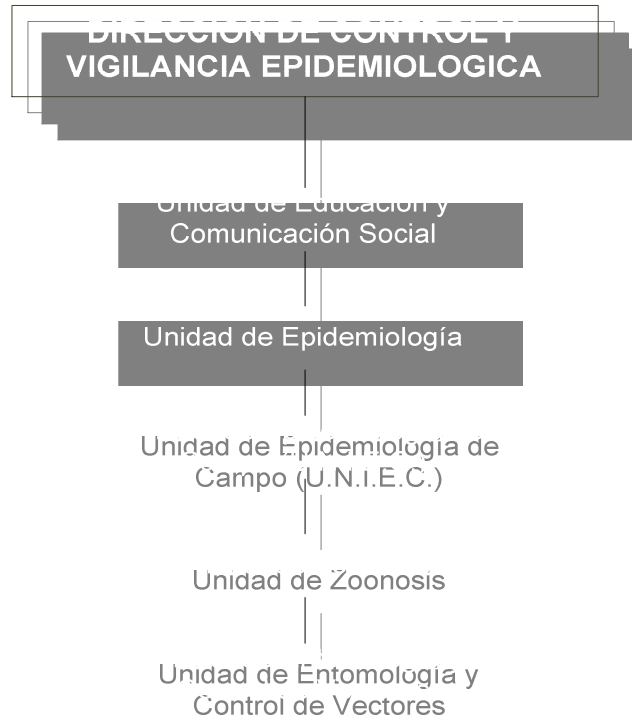 DIRECCION DE CONTROL Y
VIGILANCIA EPIDEMIOLOGICA
Unidad de Educación y
Comunicación Social
Unidad de Epidemiología
Unidad de Epidemiología de
Campo (U.N.I.E.C.)
Unidad de Zoonosis
Unidad de Entomología y
Control de Vectores